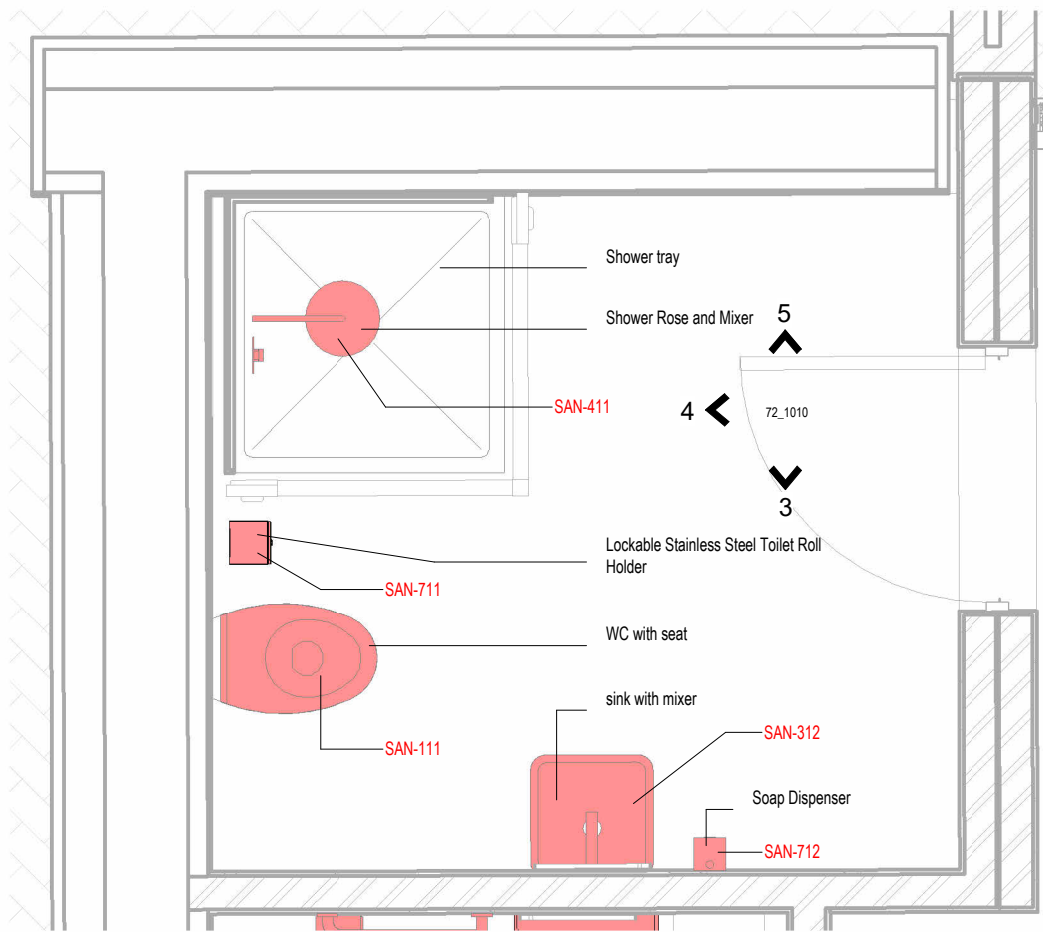 Shower tray
Shower Rose and Mixer
5
SAN-411
4
72_1010
3
Lockable Stainless Steel Toilet Roll
Holder
SAN-711
WC with seat
sink with mixer
SAN-312
SAN-111
Soap Dispenser
SAN-712